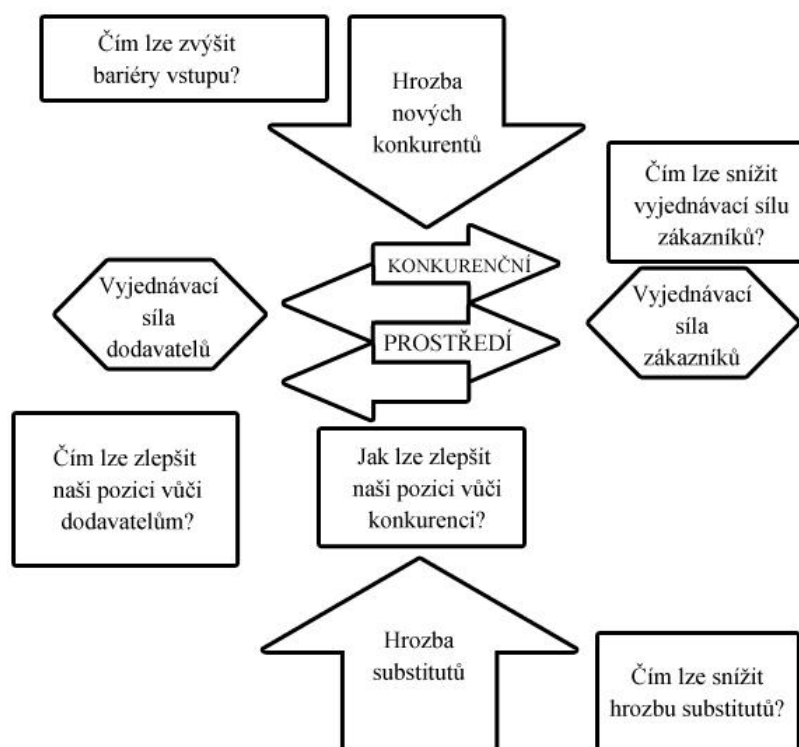 Čím lze zvýšit
bariéry vstupu?
Hrozba
nových
konkurentů
Čím lze snížit
vyjednávací sílu
zákazníků?
KONKURENČNÍ
Vyjednávací
síla
dodavatelů
Vyjednávací
síla
zákazníků
PROSTŘEDÍ
Čím lze zlepšit
naši pozici vůči
dodavatelům?
Jak lze zlepšit
naši pozici vůči
konkurenci?
Hrozba
substitutů
Čím lze snížit
hrozbu substitutů?